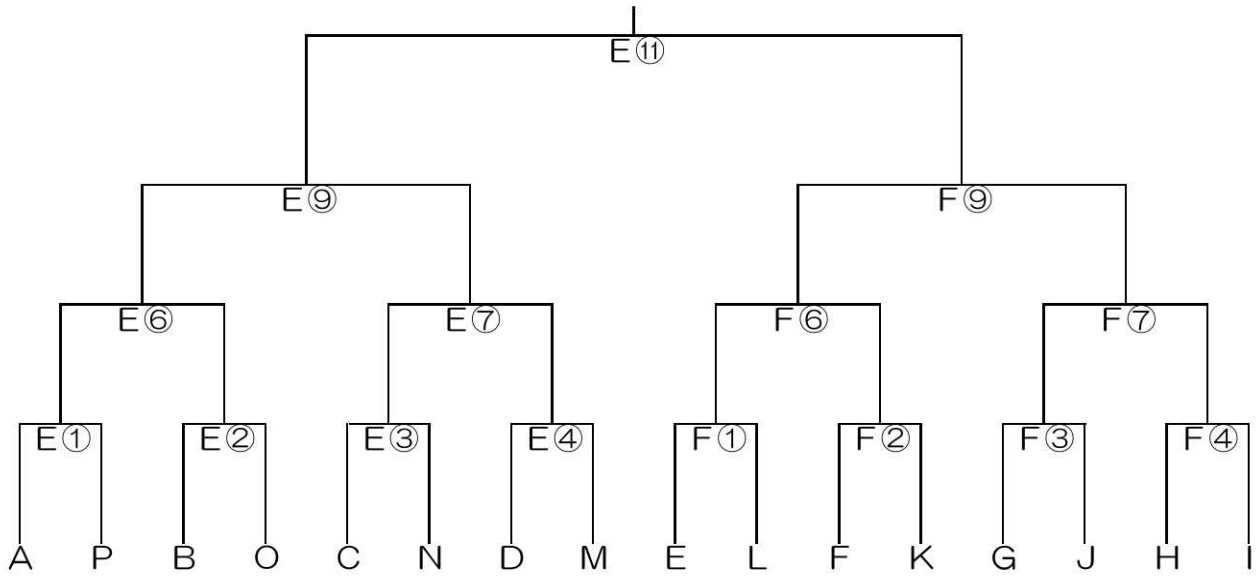 E⑪
E⑨ F⑨
E⑥ E⑦ F⑥ F⑦
E① E② E③ E④ F① F② F③ F④
A P B O C N D M E L F K G J H I